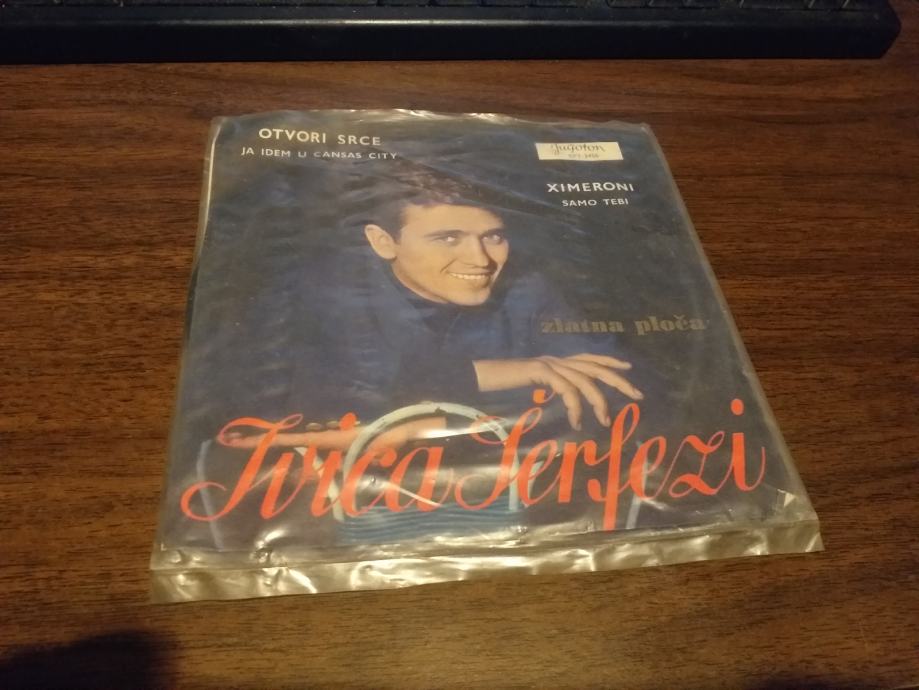 OTVORI SRCE
JA IDEM U CANSAS CITY
Jugoton
XIMERONI
SAMO TEBI
zlatna ploča
Ivica Šerfezi